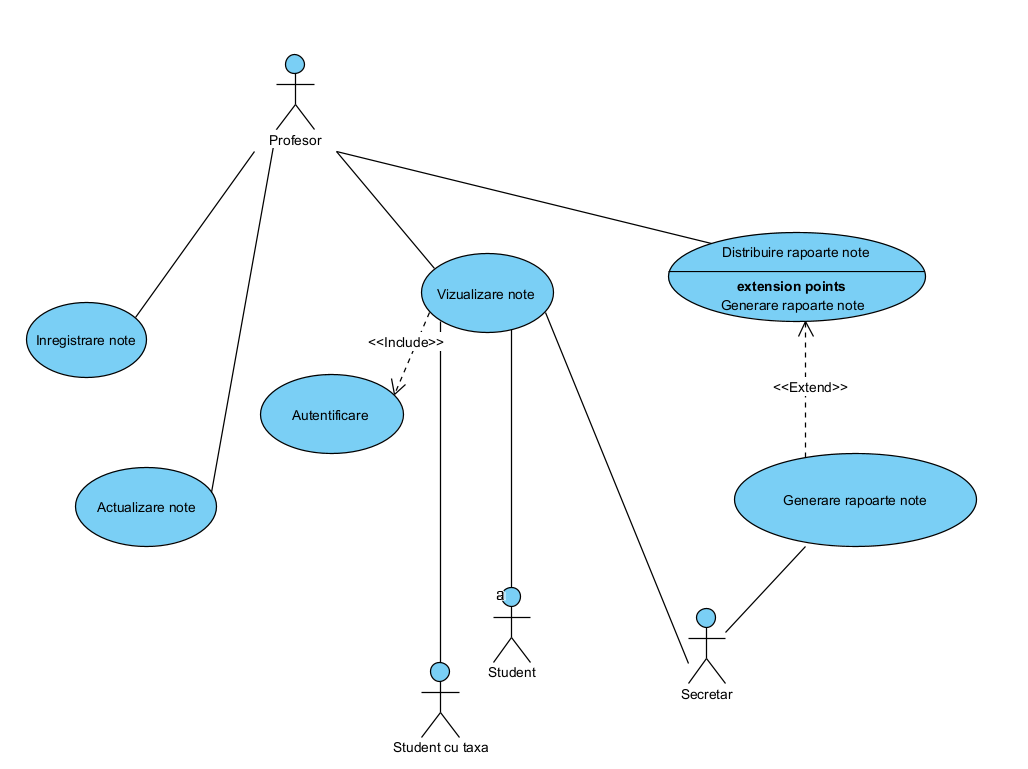 Profesor
Distribuire rapoarte note
extension points
Generare rapoarte note
Vizualizare note
Inregistrare note
<<Include>>
<<Extend>>
Autentificare
Generare rapoarte note
Actualizare note
a
Student
Secretar
Student cu taxa